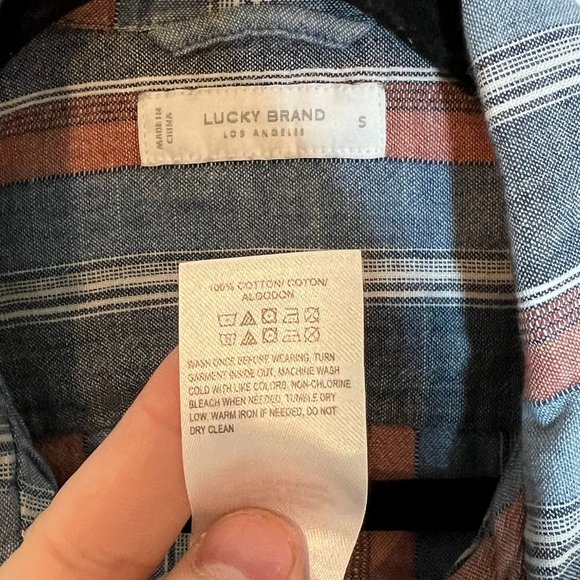 MADE IN
CHINA
LUCKY BRAND
LOS ANGELES
S
100% COTTON/ COTON/
ALGODON
WASH ONCE BEFORE WEARING, TURN
GARMENT INSIDE OUT, MACHINE WASH
COLD WITH LIKE COLORS, NON-CHLORINE
BLEACH WHEN NEEDED, TUMBLE DRY
LOW, WARM IRON IF NEEDED, DO NOT
DRY CLEAN